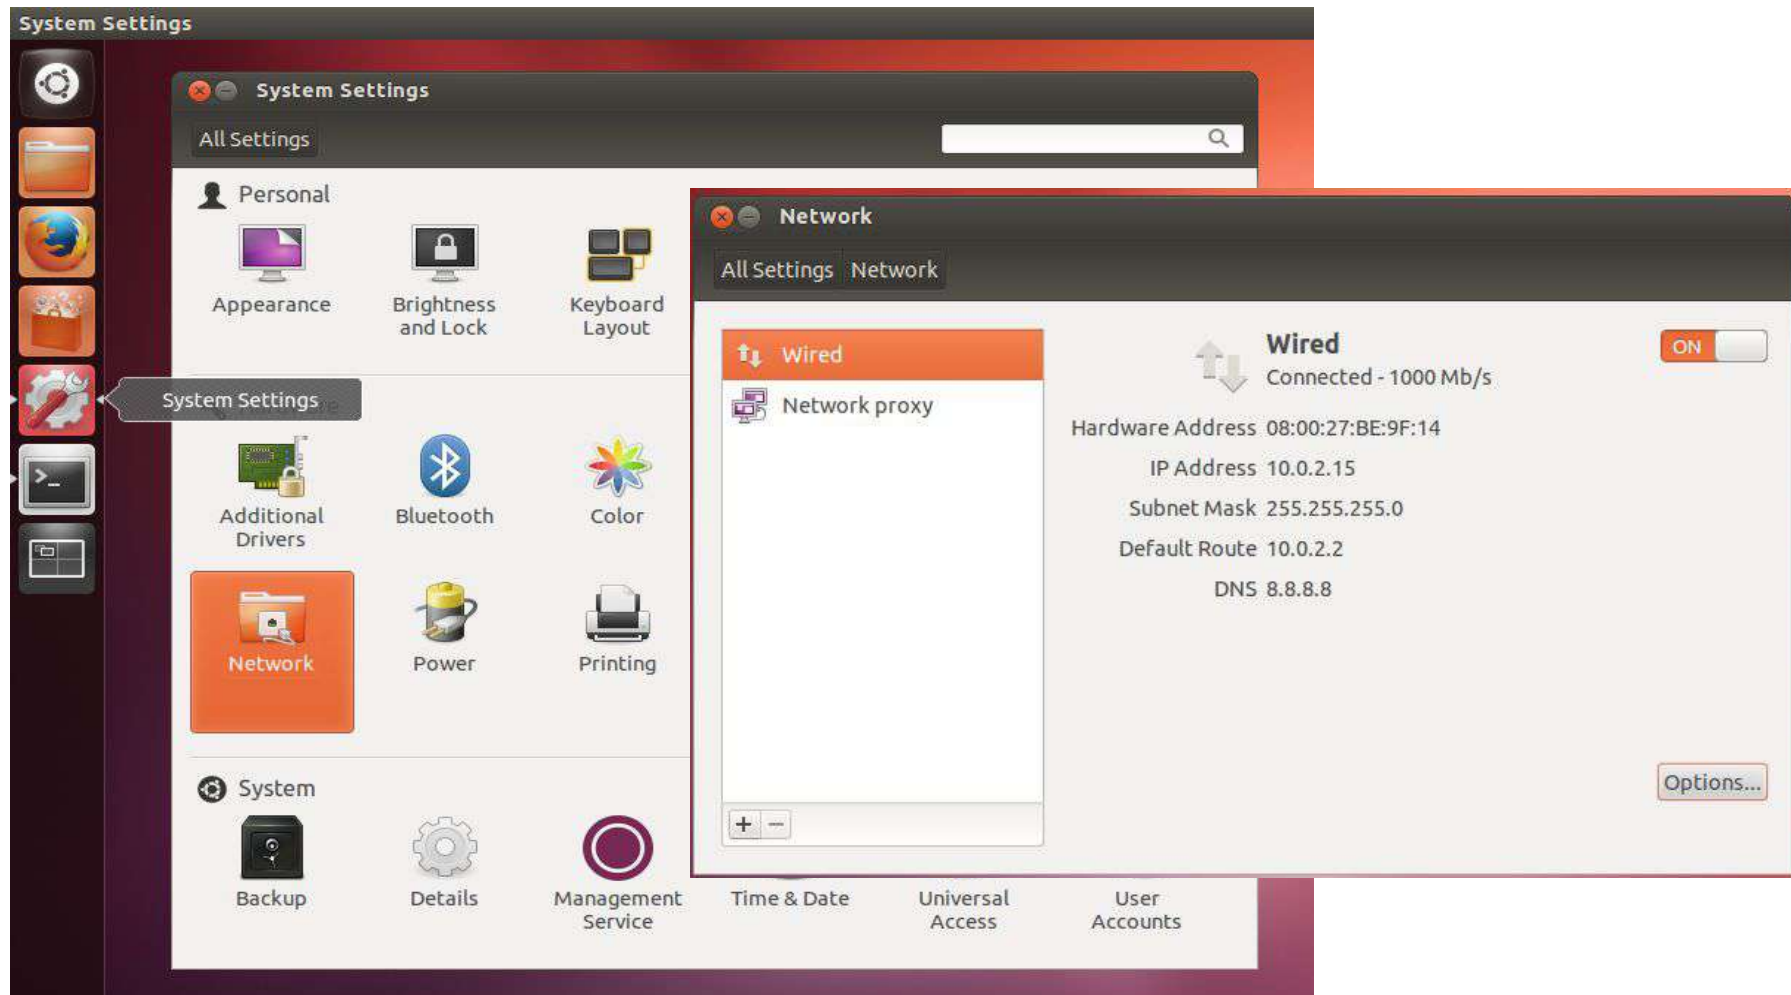 System Settings
System Settings
All Settings
Personal
Appearance
Brightness
and Lock
Keyboard
Layout
System Settings
Additional
Drivers
Bluetooth
Color
Network
Power
Printing
System
Backup
Details
Management
Service
Time & Date
Universal
Access
User
Accounts
Network
All Settings Network
Wired
Network proxy
Wired
ON
Connected - 1000 Mb/s
Hardware Address 08:00:27:BE:9F:14
IP Address 10.0.2.15
Subnet Mask 255.255.255.0
Default Route 10.0.2.2
DNS 8.8.8.8
Options...